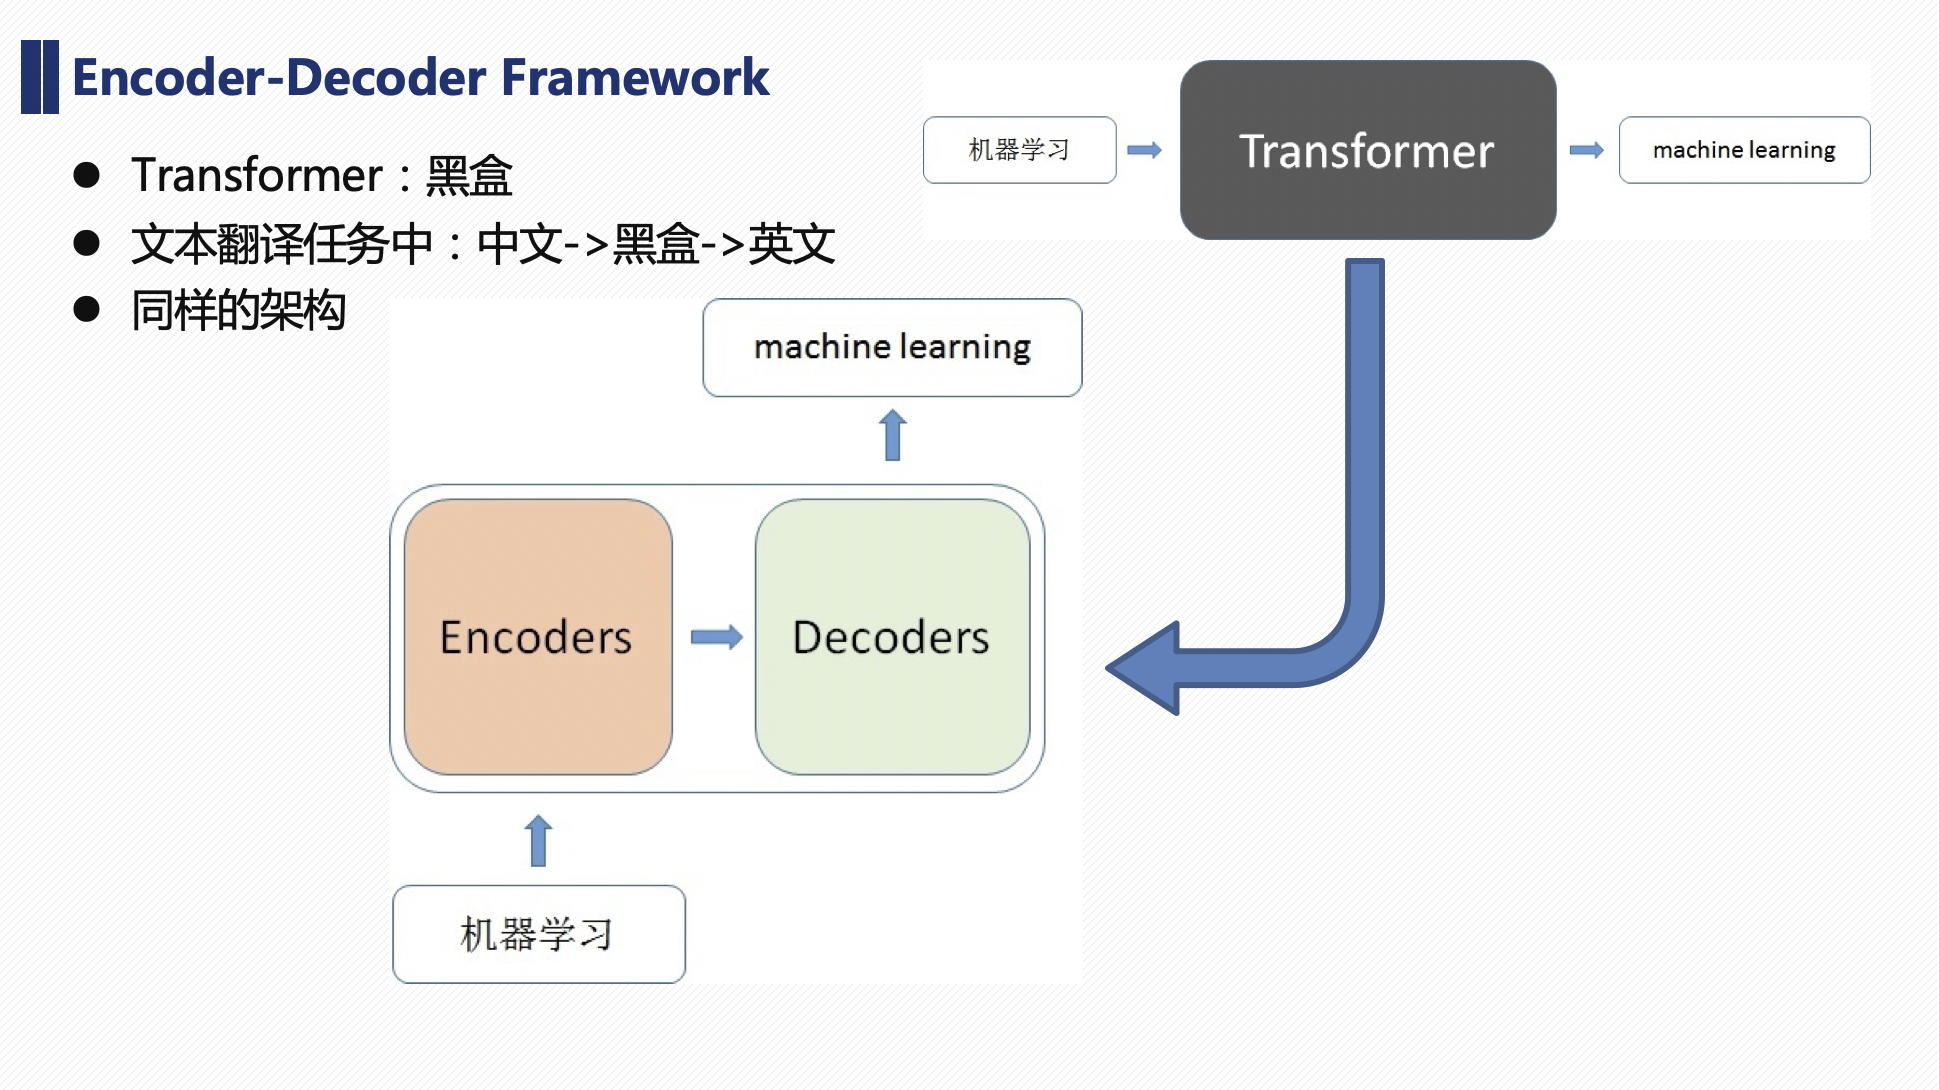 Encoder-Decoder Framework
Transformer：黑盒
文本翻译任务中：中文->黑盒->英文
同样的架构
机器学习
Transformer
machine learning
machine learning
Encoders
Decoders
机器学习